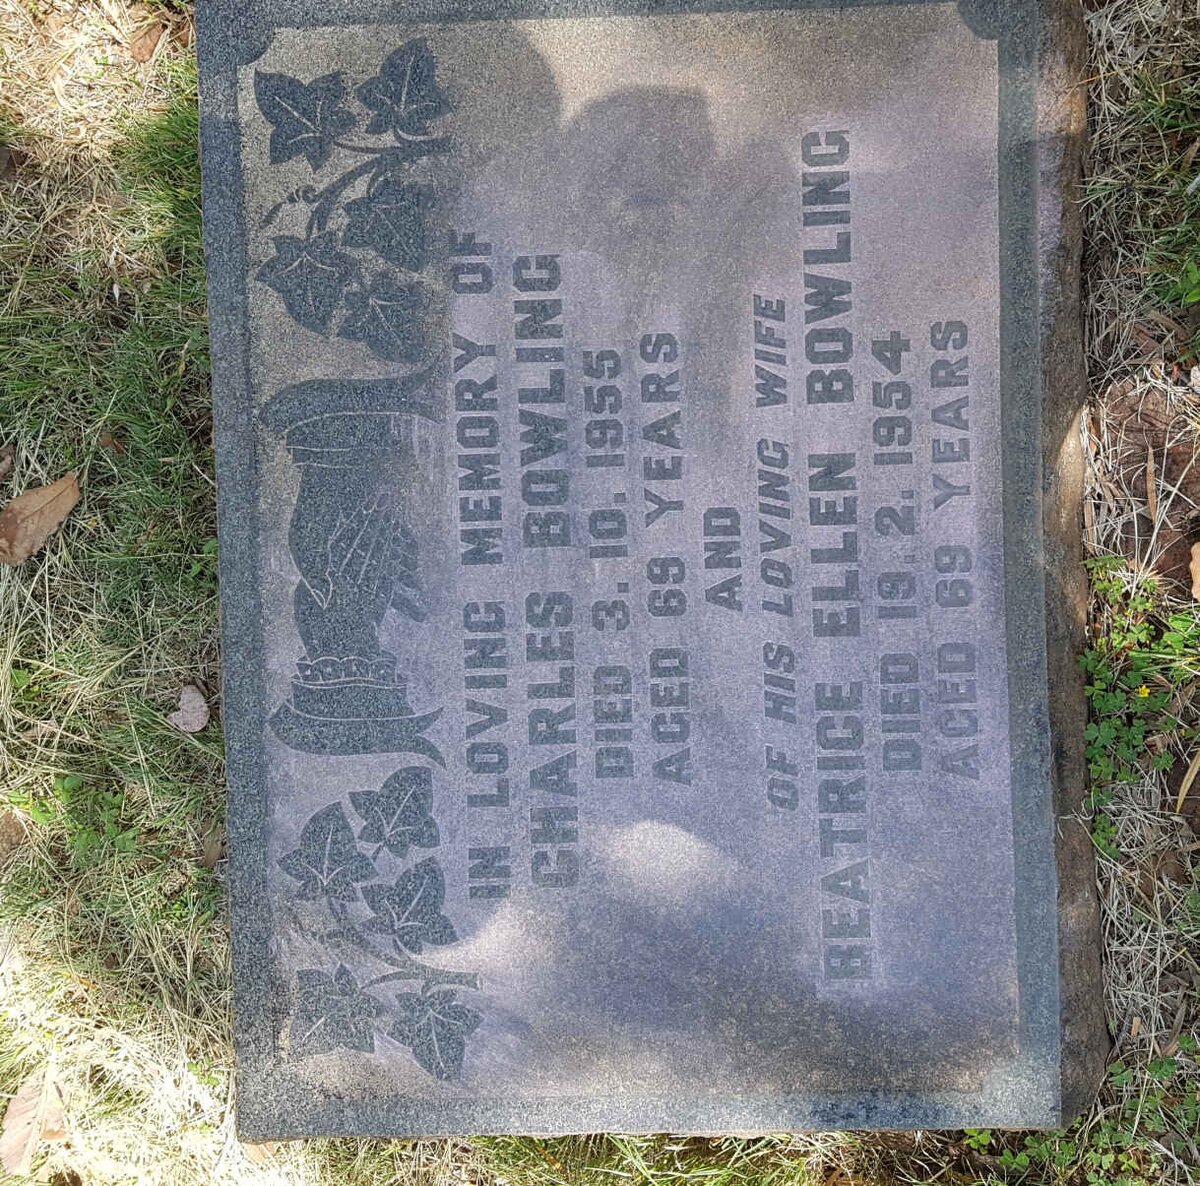 IN LOVING MEMORY OF
CHARLES BOWLING
DIED 3. 10. 1955
AGED 69 YEARS
AND
OF HIS LOVING WIFE
BEATRICE ELLEN BOWLING
DIED 19. 2. 1954
AGED 69 YEARS